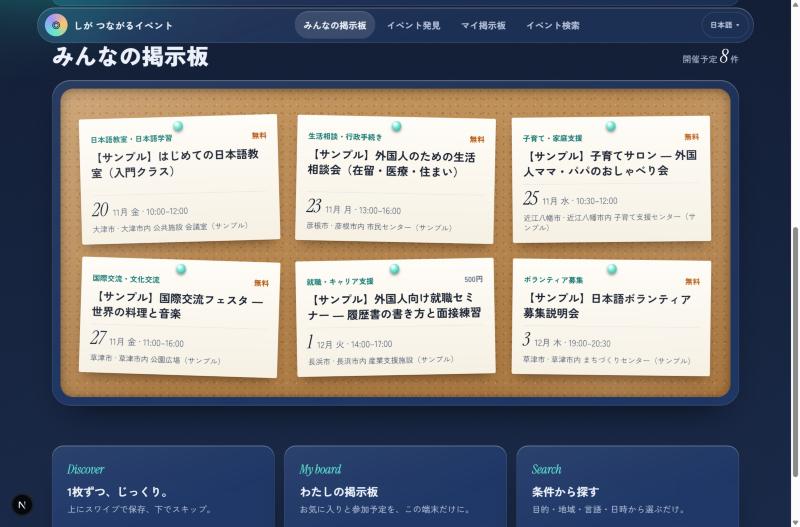 しが つながるイベント
みんなの掲示板
イベント発見
マイ掲示板
イベント検索
日本語
みんなの掲示板
開催予定 8 件
日本語教室・日本語学習
無料
【サンプル】はじめての日本語教
室（入門クラス）
20 11月 金 · 10:00–12:00
大津市 · 大津市内 公共施設 会議室（サンプル）
生活相談・行政手続き
無料
【サンプル】外国人のための生活
相談会（在留・医療・住まい）
23 11月 月 · 13:00–16:00
彦根市 · 彦根市内 市民センター（サンプル）
子育て・家庭支援
無料
【サンプル】子育てサロン — 外国
人ママ・パパのおしゃべり会
25 11月 水 · 10:30–12:00
近江八幡市 · 近江八幡市内 子育て支援センター（サ
ンプル）
国際交流・文化交流
無料
【サンプル】国際交流フェスタ —
世界の料理と音楽
27 11月 金 · 11:00–16:00
草津市 · 草津市内 公園広場（サンプル）
就職・キャリア支援
500円
【サンプル】外国人向け就職セミ
ナー — 履歴書の書き方と面接練習
1 12月 火 · 14:00–17:00
長浜市 · 長浜市内 産業支援施設（サンプル）
ボランティア募集
無料
【サンプル】日本語ボランティア
募集説明会
3 12月 木 · 19:00–20:30
草津市 · 草津市内 まちづくりセンター（サンプル）
Discover
1枚ずつ、じっくり。
上にスワイプで保存、下でスキップ。
My board
わたしの掲示板
お気に入りと参加予定を、この端末だけに。
Search
条件から探す
目的・地域・言語・日時から選ぶだけ。
N